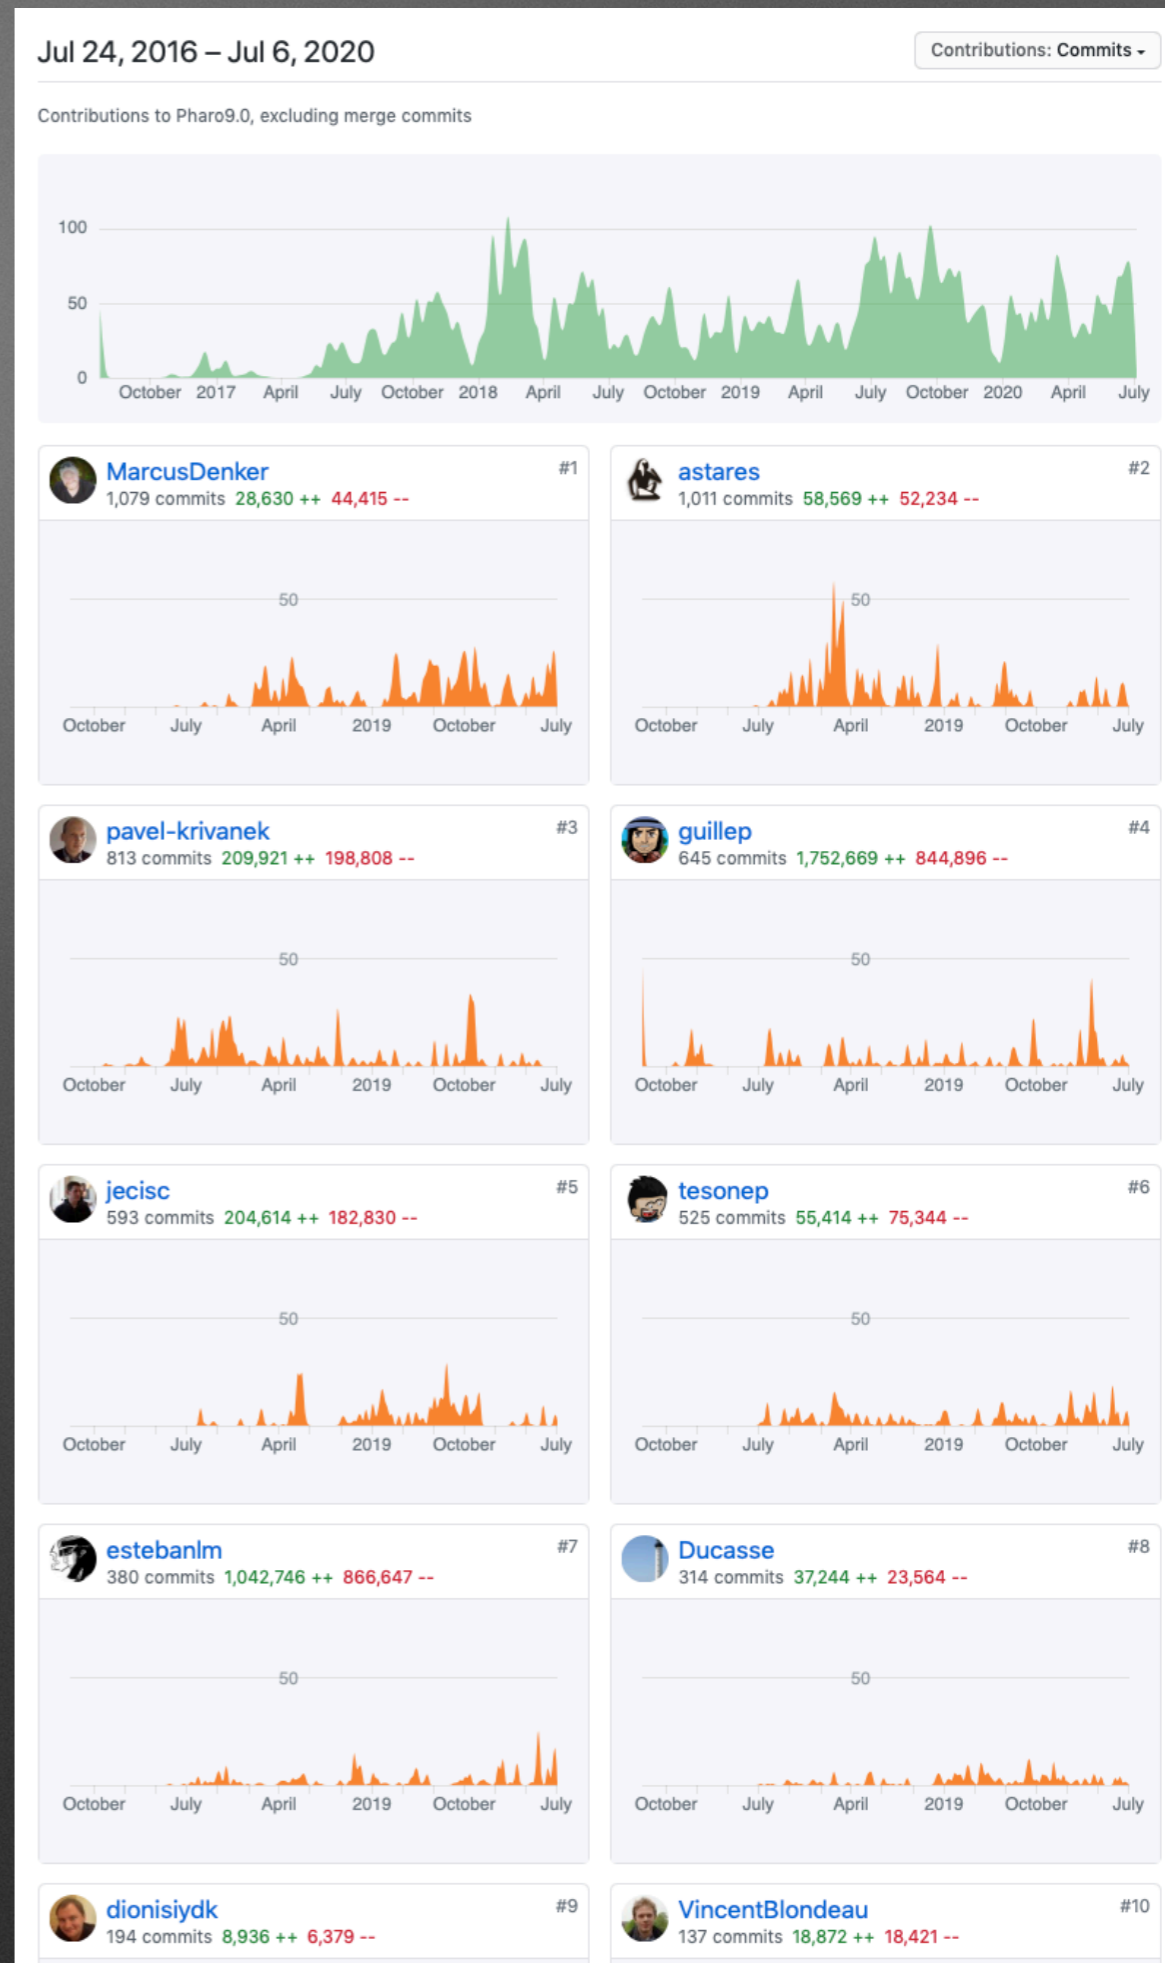 Jul 24, 2016 – Jul 6, 2020
Contributions: Commits
Contributions to Pharo9.0, excluding merge commits
100
50
0
October 2017 April July October 2018 April July October 2019 April July October 2020 April July
MarcusDenker #1
1,079 commits 28,630 ++ 44,415 --
50
October July April 2019 October July
astares #2
1,011 commits 58,569 ++ 52,234 --
50
October July April 2019 October July
pavel-krivanek #3
813 commits 209,921 ++ 198,808 --
50
October July April 2019 October July
guillep #4
645 commits 1,752,669 ++ 844,896 --
50
October July April 2019 October July
jecisc #5
593 commits 204,614 ++ 182,830 --
50
October July April 2019 October July
tesonep #6
525 commits 55,414 ++ 75,344 --
50
October July April 2019 October July
estebanlm #7
380 commits 1,042,746 ++ 866,647 --
50
October July April 2019 October July
Ducasse #8
314 commits 37,244 ++ 23,564 --
50
October July April 2019 October July
dionisiydk #9
194 commits 8,936 ++ 6,379 --
VincentBlondeau #10
137 commits 18,872 ++ 18,421 --